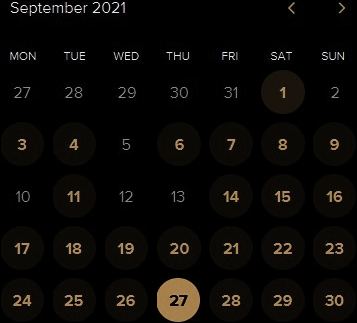 September 2021
MON TUE WED THU FRI SAT SUN
27 28 29 30 31 1 2
3 4 5 6 7 8 9
10 11 12 13 14 15 16
17 18 19 20 21 22 23
24 25 26 27 28 29 30